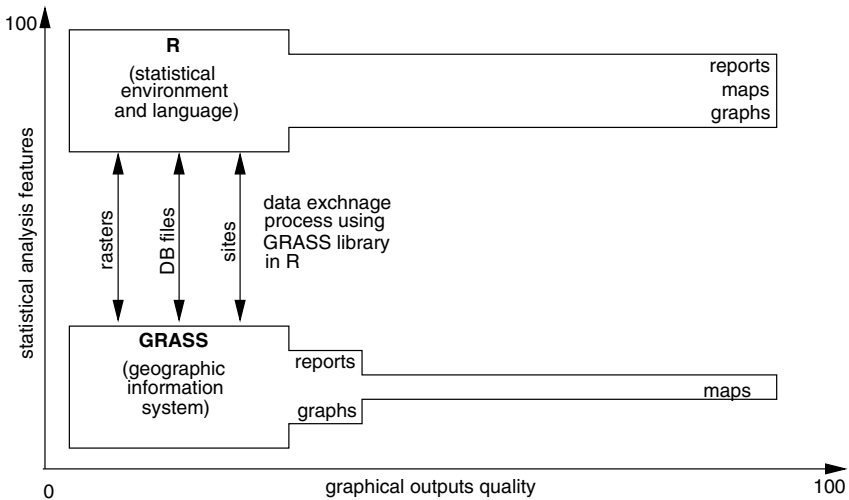 100
R
(statistical
environment
and language)
reports
maps
graphs
statistical analysis features
rasters
DB files
sites
data exchnage
process using
GRASS library
in R
GRASS
(geographic
information
system)
reports
graphs
maps
0
graphical outputs quality
100